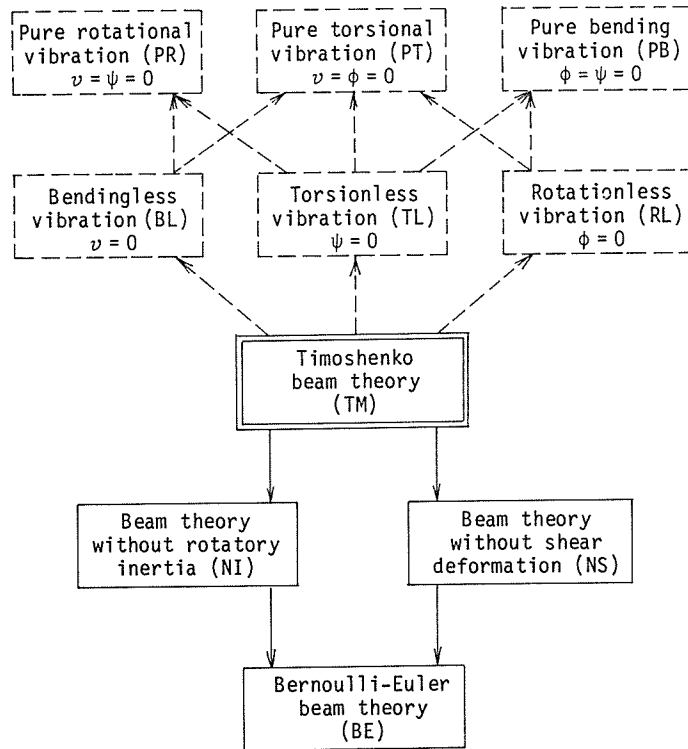 Pure rotational
vibration (PR)
υ = ψ = 0
Pure torsional
vibration (PT)
υ = ϕ = 0
Pure bending
vibration (PB)
ϕ = ψ = 0
Bendingless
vibration (BL)
υ = 0
Torsionless
vibration (TL)
ψ = 0
Rotationless
vibration (RL)
ϕ = 0
Timoshenko
beam theory
(TM)
Beam theory
without rotatory
inertia (NI)
Beam theory
without shear
deformation (NS)
Bernoulli-Euler
beam theory
(BE)